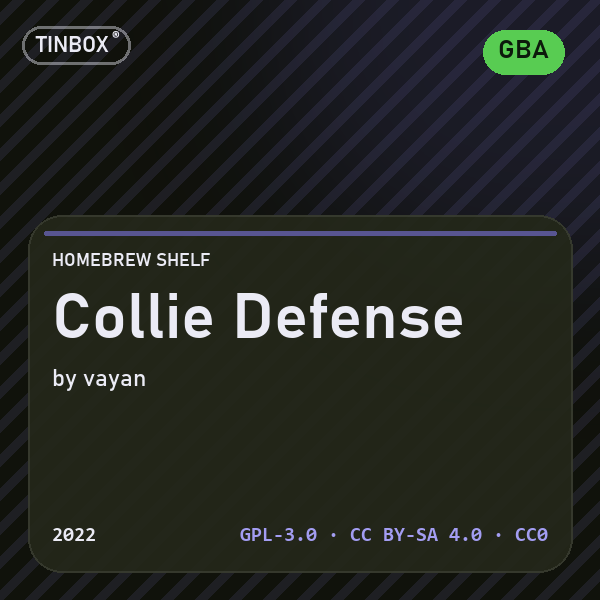 TINBOX®
GBA
HOMEBREW SHELF
Collie Defense
by vayan
2022
GPL-3.0 · CC BY-SA 4.0 · CC0